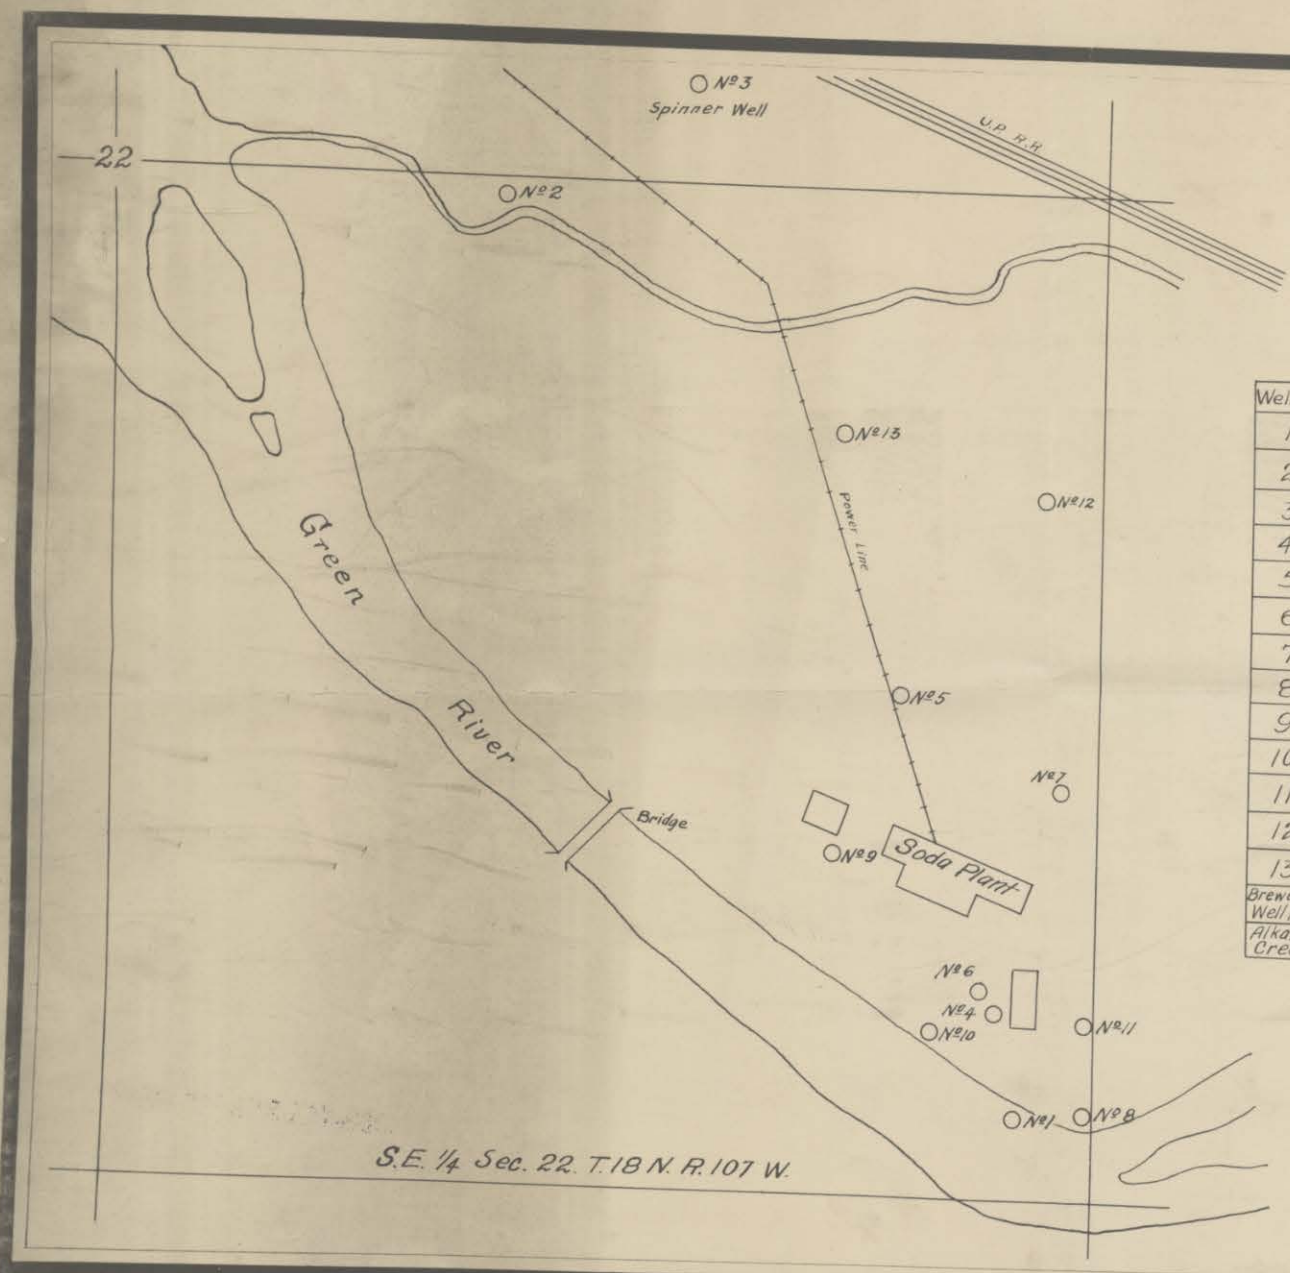 Nº3
Spinner Well
U.P. R.R
22
Nº2
Nº13
Nº12
Power Line
Green
River
Nº5
Nº7
Bridge
Nº9
Soda Plant
Nº6
Nº4
Nº10
Nº11
Nº1
Nº8
S.E. 1/4 Sec. 22 T.18 N. R. 107 W.
Wel
1
2
3
4
5
6
7
8
9
10
11
12
13
Brew
Well
Alka
Cre